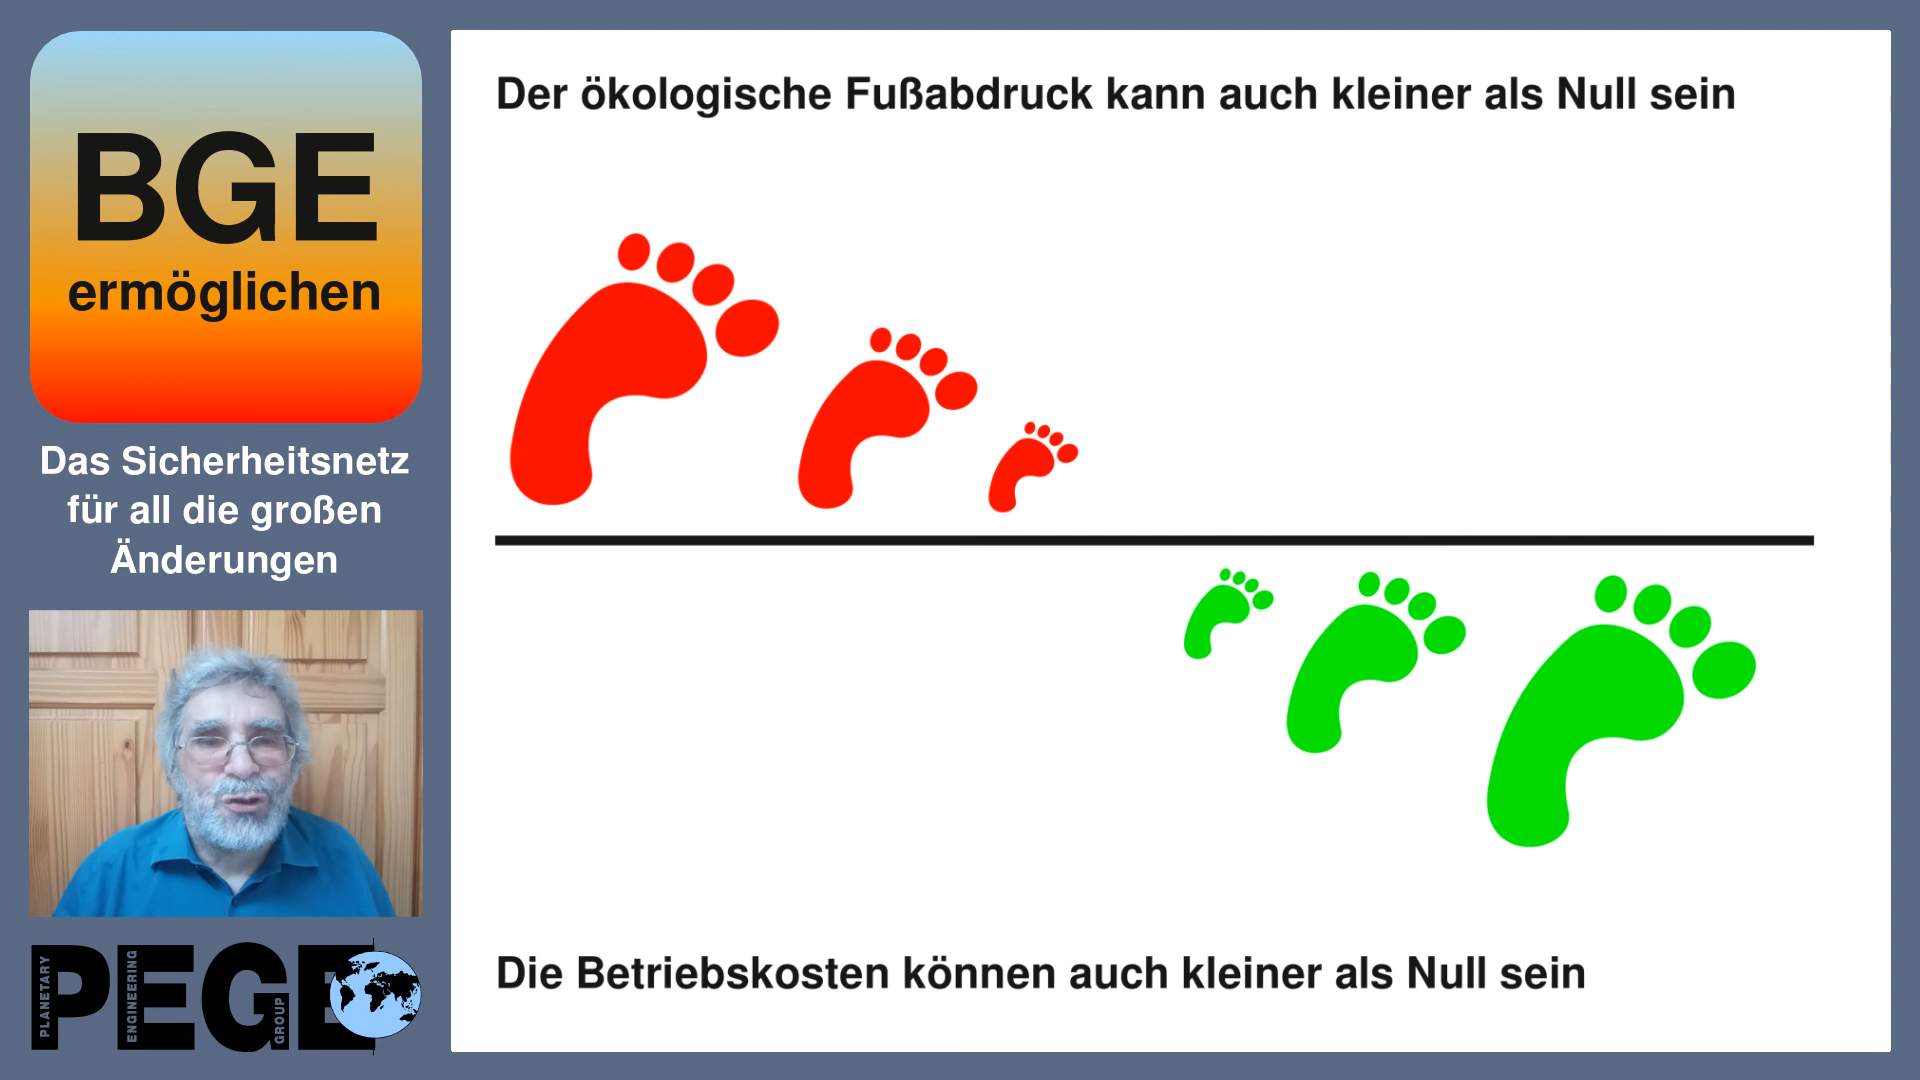 BGE
ermöglichen
Das Sicherheitsnetz
für all die großen
Änderungen
PEGE
PLANETARY
ENGINEERING
GROUP
Der ökologische Fußabdruck kann auch kleiner als Null sein
Die Betriebskosten können auch kleiner als Null sein